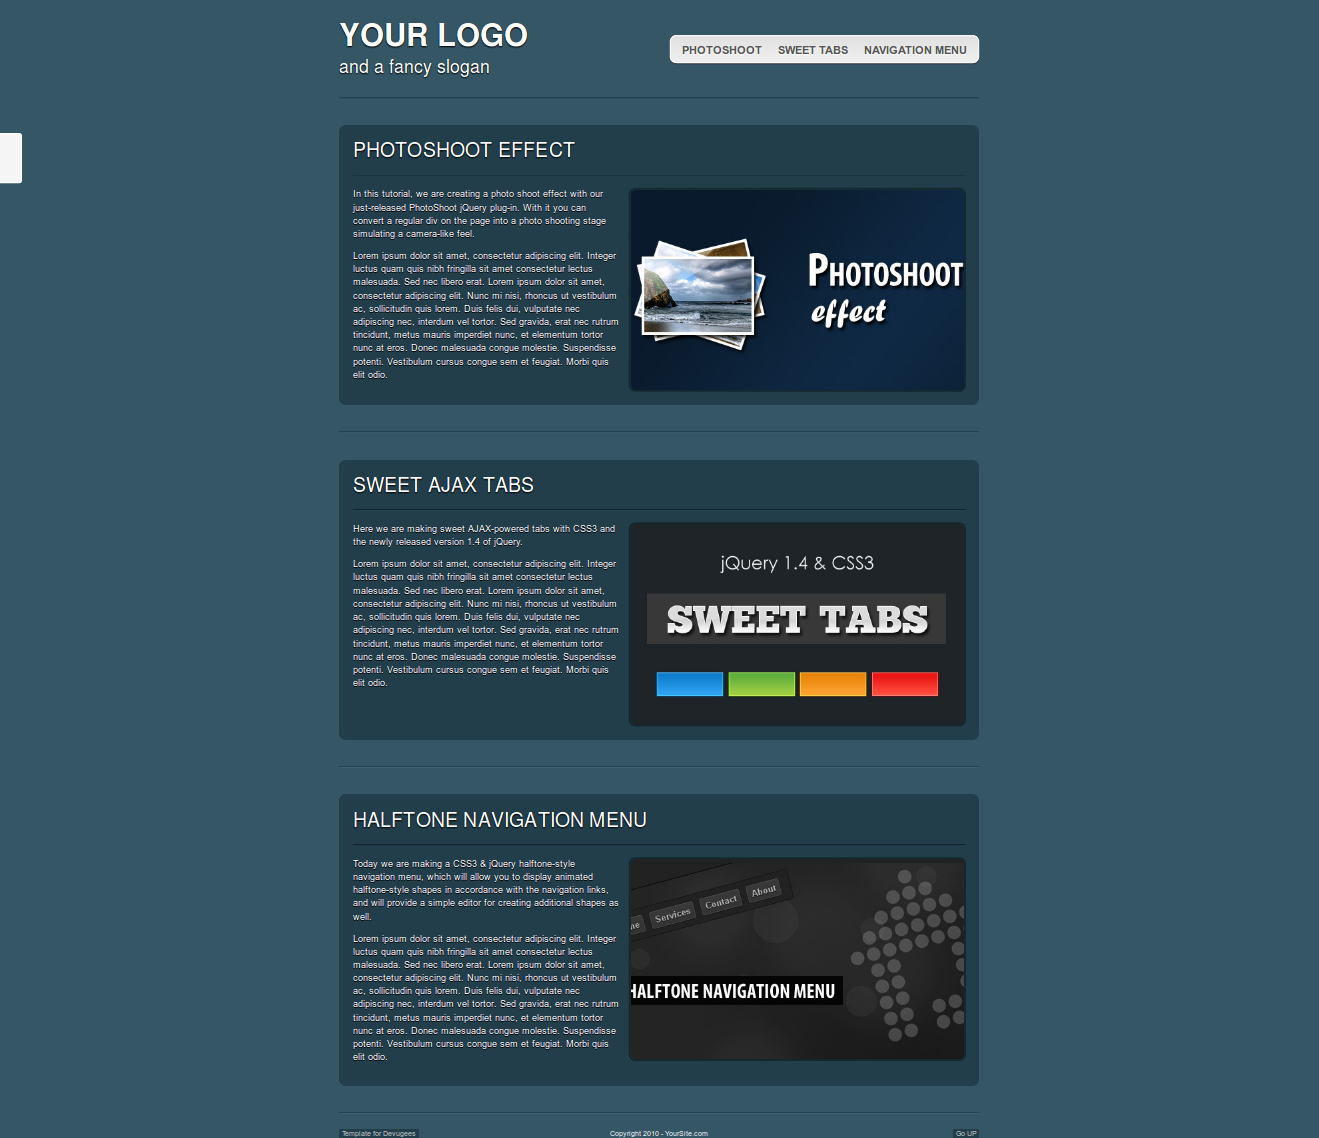 YOUR LOGO
and a fancy slogan
PHOTOSHOOT SWEET TABS NAVIGATION MENU
PHOTOSHOOT EFFECT
In this tutorial, we are creating a photo shoot effect with our
just-released PhotoShoot jQuery plug-in. With it you can
convert a regular div on the page into a photo shooting stage
simulating a camera-like feel.
Lorem ipsum dolor sit amet, consectetur adipiscing elit. Integer
luctus quam quis nibh fringilla sit amet consectetur lectus
malesuada. Sed nec libero erat. Lorem ipsum dolor sit amet,
consectetur adipiscing elit. Nunc mi nisi, rhoncus ut vestibulum
ac, sollicitudin quis lorem. Duis felis dui, vulputate nec
adipiscing nec, interdum vel tortor. Sed gravida, erat nec rutrum
tincidunt, metus mauris imperdiet nunc, et elementum tortor
nunc at eros. Donec malesuada congue molestie. Suspendisse
potenti. Vestibulum cursus congue sem et feugiat. Morbi quis
elit odio.
PHOTOSHOOT
effect
SWEET AJAX TABS
Here we are making sweet AJAX-powered tabs with CSS3 and
the newly released version 1.4 of jQuery.
Lorem ipsum dolor sit amet, consectetur adipiscing elit. Integer
luctus quam quis nibh fringilla sit amet consectetur lectus
malesuada. Sed nec libero erat. Lorem ipsum dolor sit amet,
consectetur adipiscing elit. Nunc mi nisi, rhoncus ut vestibulum
ac, sollicitudin quis lorem. Duis felis dui, vulputate nec
adipiscing nec, interdum vel tortor. Sed gravida, erat nec rutrum
tincidunt, metus mauris imperdiet nunc, et elementum tortor
nunc at eros. Donec malesuada congue molestie. Suspendisse
potenti. Vestibulum cursus congue sem et feugiat. Morbi quis
elit odio.
jQuery 1.4 & CSS3
SWEET TABS
HALFTONE NAVIGATION MENU
Today we are making a CSS3 & jQuery halftone-style
navigation menu, which will allow you to display animated
halftone-style shapes in accordance with the navigation links,
and will provide a simple editor for creating additional shapes as
well.
Lorem ipsum dolor sit amet, consectetur adipiscing elit. Integer
luctus quam quis nibh fringilla sit amet consectetur lectus
malesuada. Sed nec libero erat. Lorem ipsum dolor sit amet,
consectetur adipiscing elit. Nunc mi nisi, rhoncus ut vestibulum
ac, sollicitudin quis lorem. Duis felis dui, vulputate nec
adipiscing nec, interdum vel tortor. Sed gravida, erat nec rutrum
tincidunt, metus mauris imperdiet nunc, et elementum tortor
nunc at eros. Donec malesuada congue molestie. Suspendisse
potenti. Vestibulum cursus congue sem et feugiat. Morbi quis
elit odio.
me Services Contact About
HALFTONE NAVIGATION MENU
Template for Devugees Copyright 2010 - YourSite.com Go UP